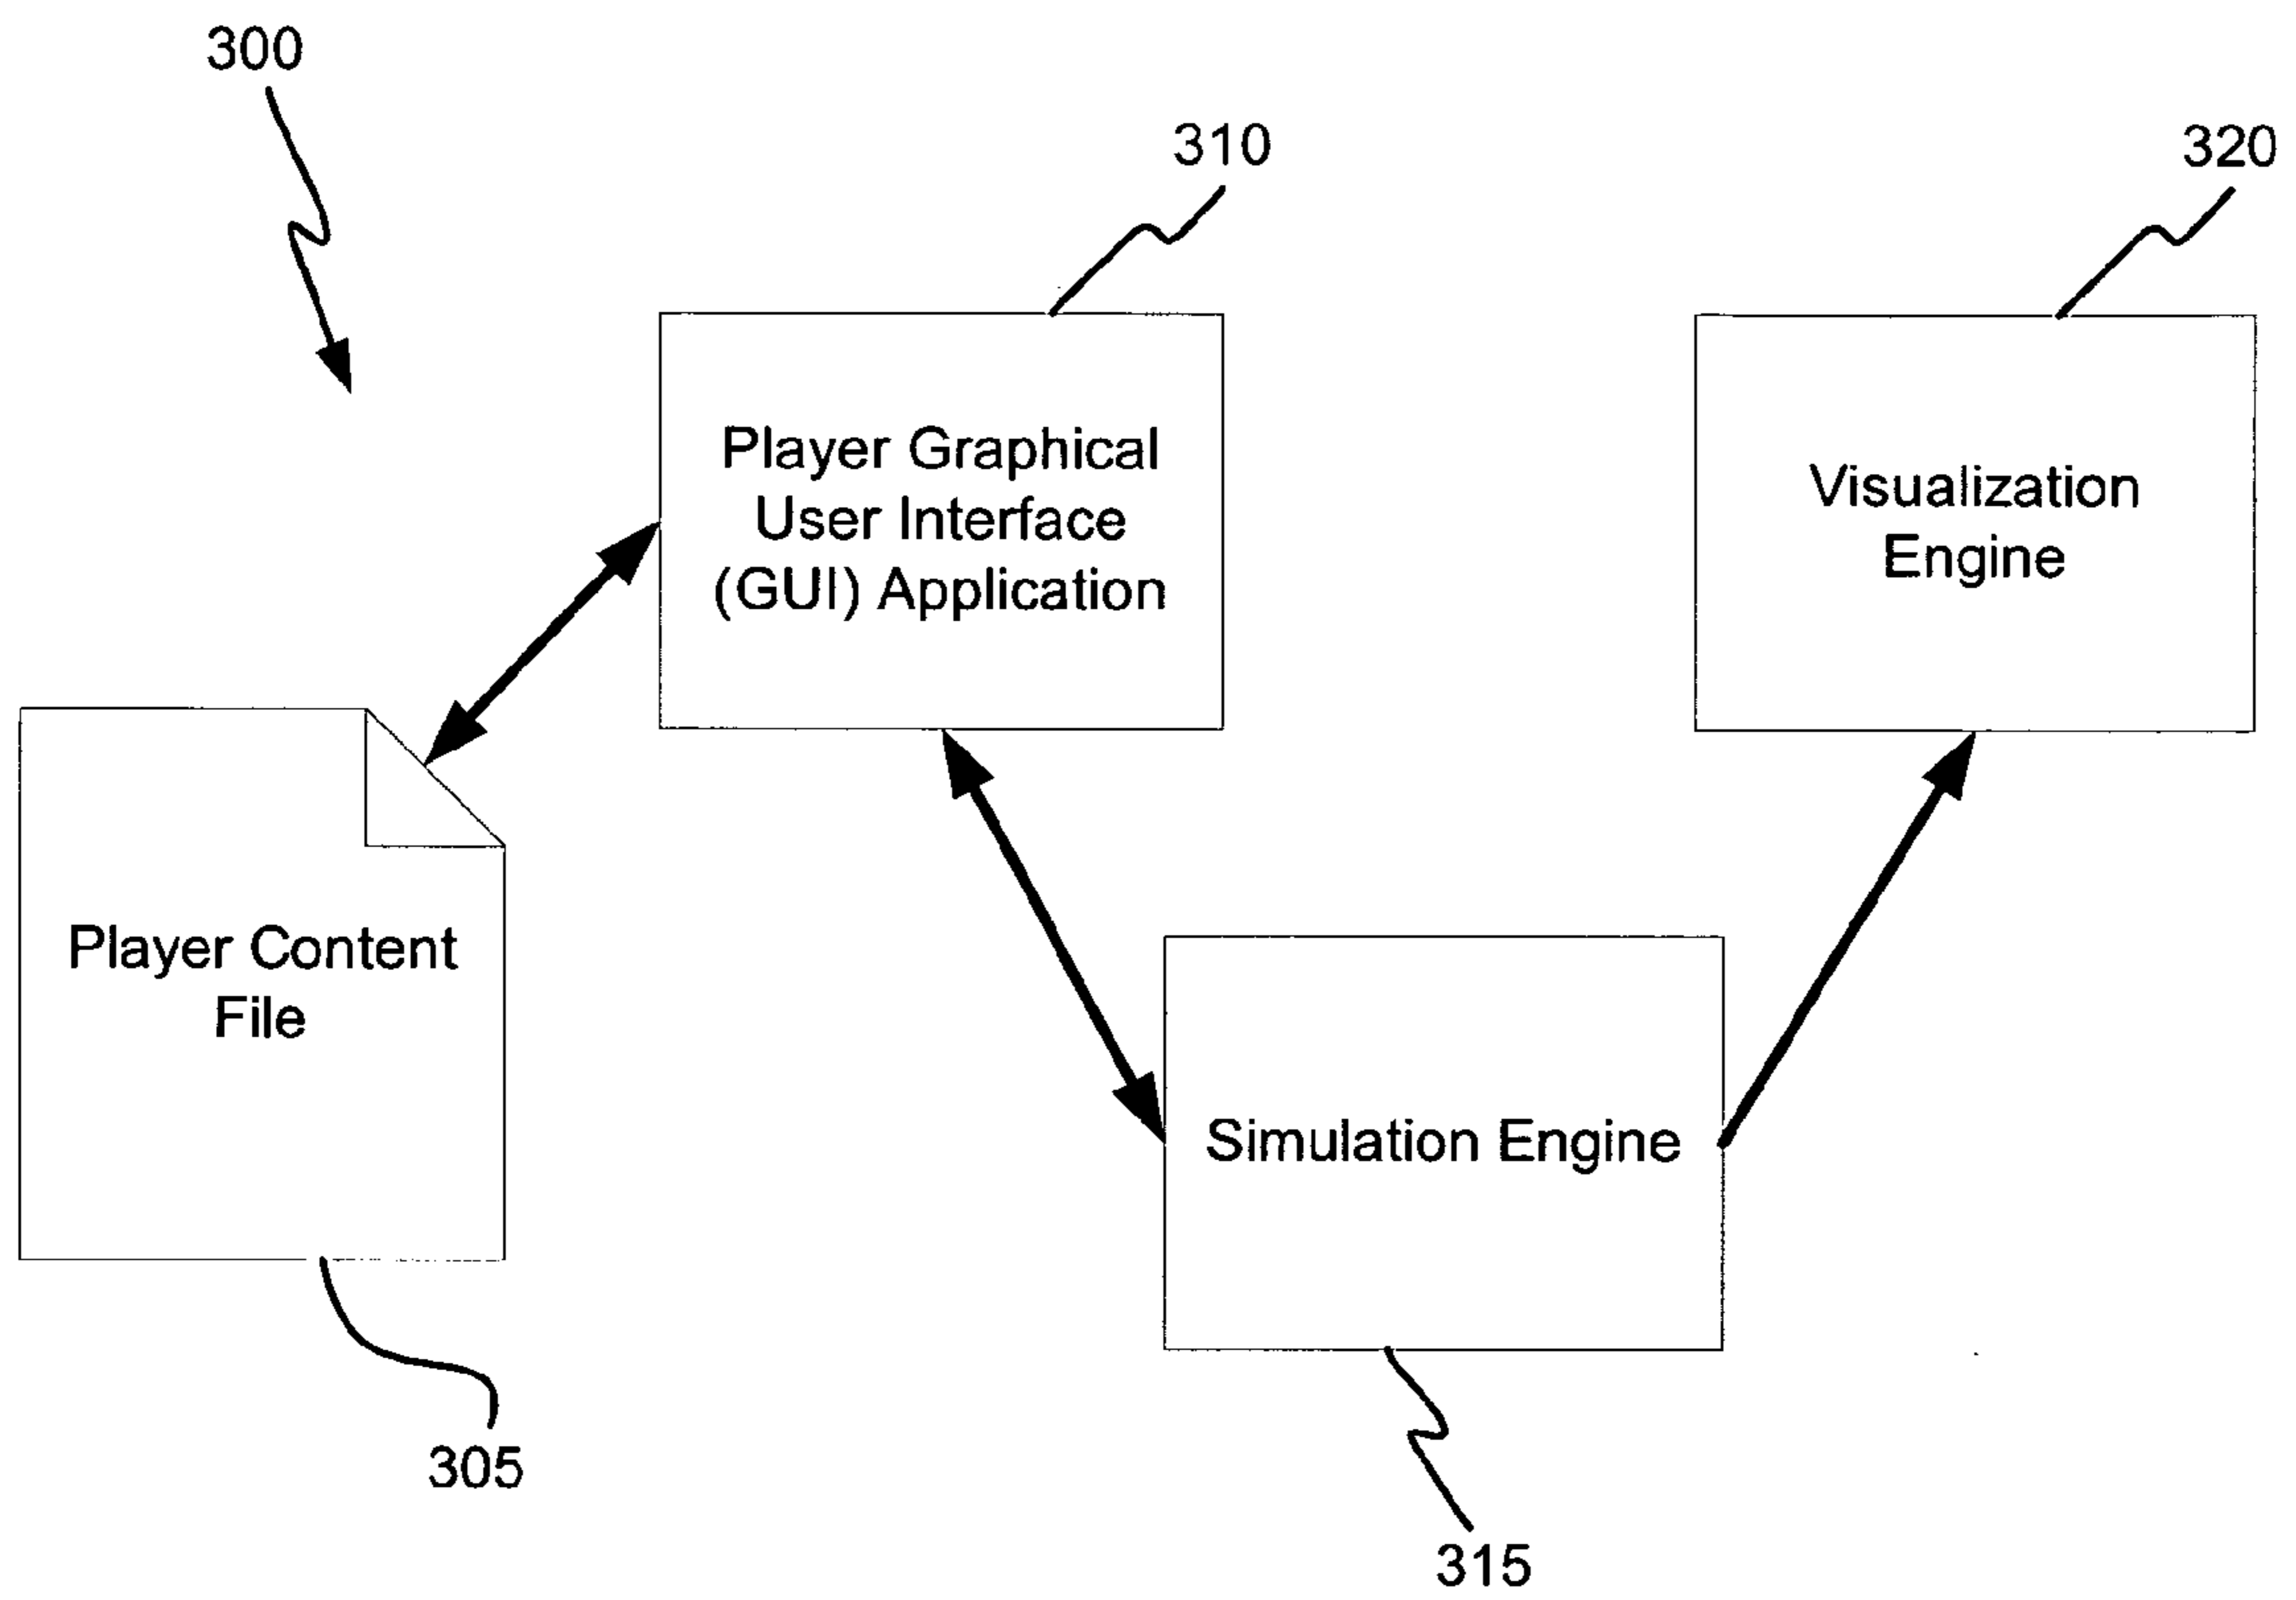 300
310
320
Player Graphical
User Interface
(GUI) Application
Visualization
Engine
Player Content
File
Simulation Engine
305
315